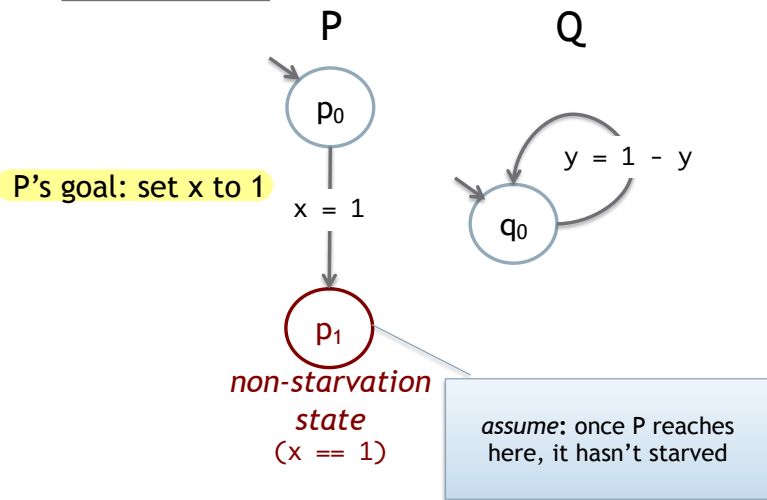 P
Q
p₀
y = 1 - y
P's goal: set x to 1
x = 1
q₀
p₁
non-starvation
state
(x == 1)
assume: once P reaches
here, it hasn't starved